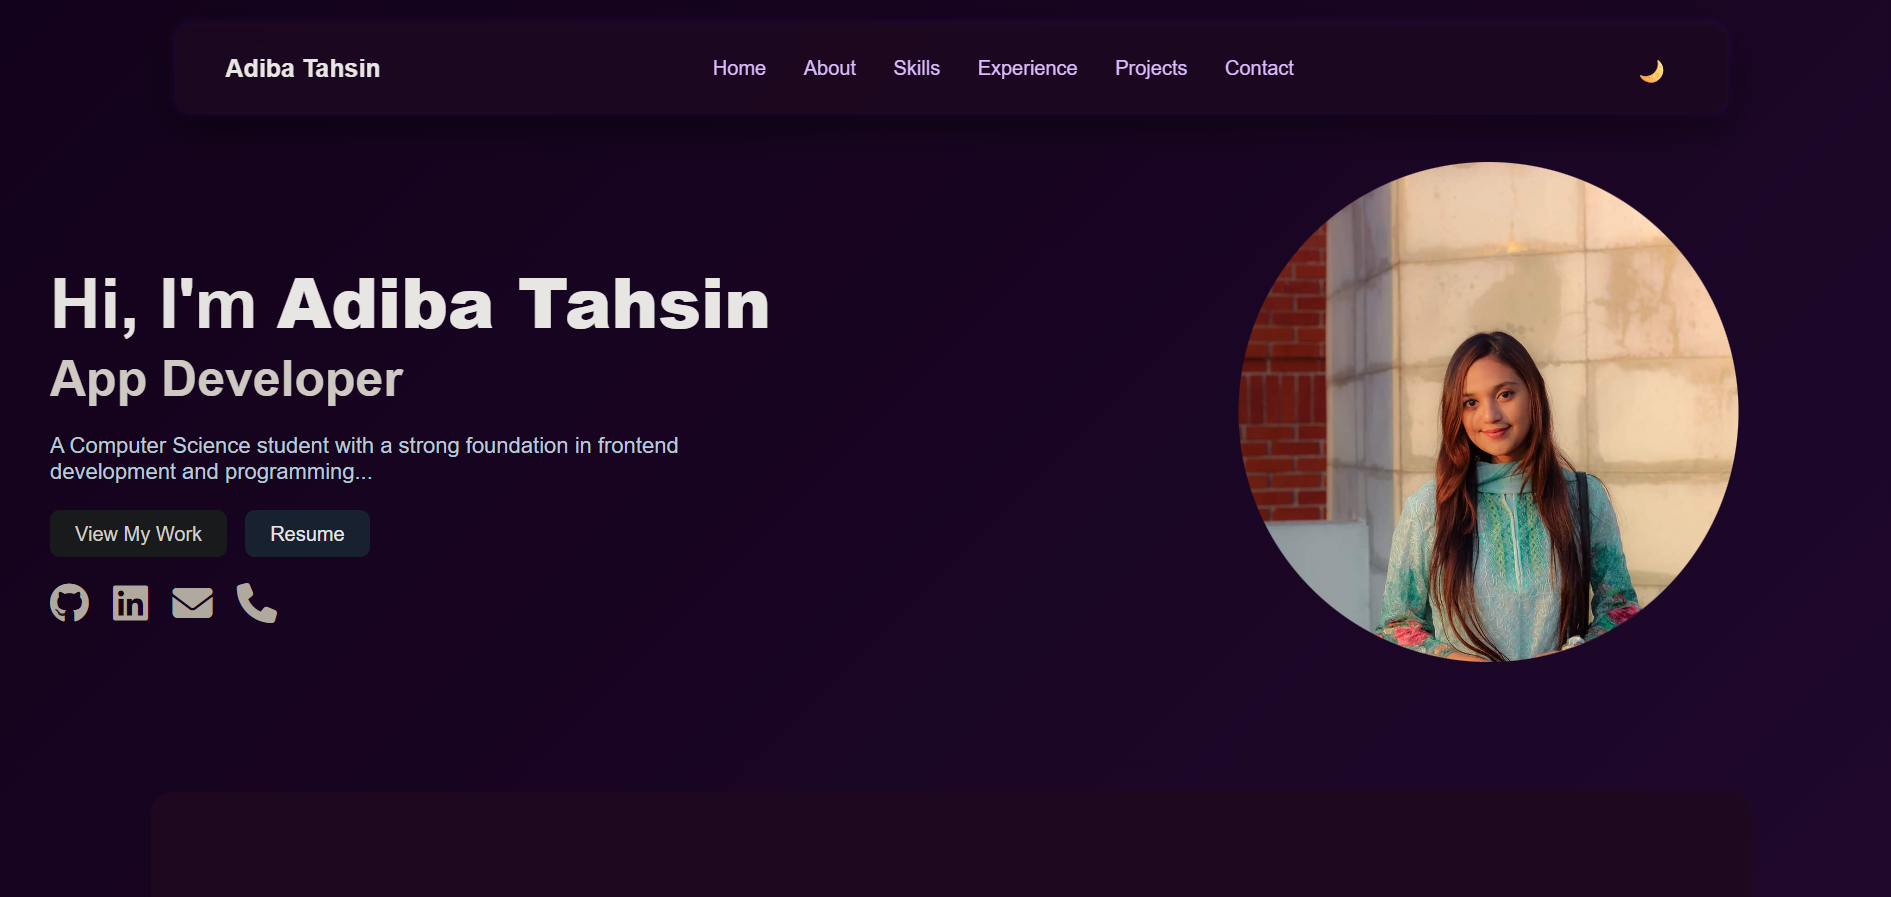 Adiba Tahsin
Home About Skills Experience Projects Contact
Hi, I'm Adiba Tahsin
App Developer
A Computer Science student with a strong foundation in frontend
development and programming...
View My Work Resume
in